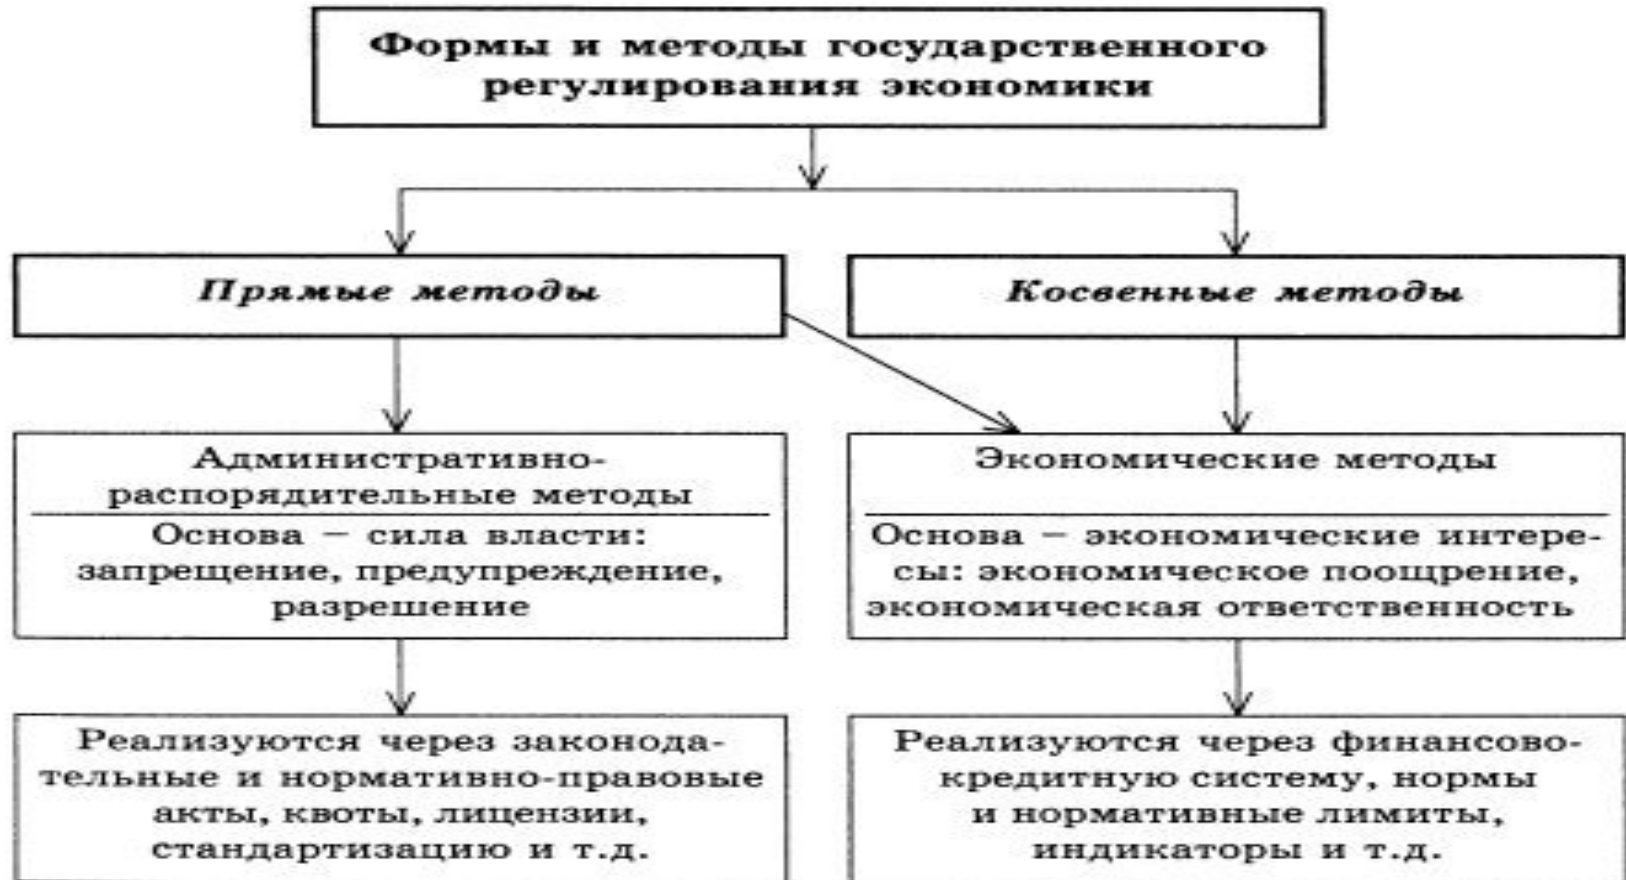 Формы и методы государственного
регулирования экономики
Прямые методы
Косвенные методы
Административно-
распорядительные методы
Основа – сила власти:
запрещение, предупреждение,
разрешение
Экономические методы
Основа – экономические интере-
сы: экономическое поощрение,
экономическая ответственность
Реализуются через законода-
тельные и нормативно-правовые
акты, квоты, лицензии,
стандартизацию и т.д.
Реализуются через финансово-
кредитную систему, нормы
и нормативные лимиты,
индикаторы и т.д.